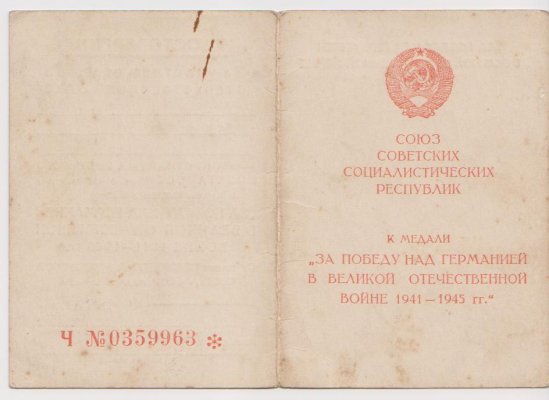 Ч №0359963 *
СОЮЗ
СОВЕТСКИХ
СОЦИАЛИСТИЧЕСКИХ
РЕСПУБЛИК
К МЕДАЛИ
„ЗА ПОБЕДУ НАД ГЕРМАНИЕЙ
В ВЕЛИКОЙ ОТЕЧЕСТВЕННОЙ
ВОЙНЕ 1941—1945 гг.“